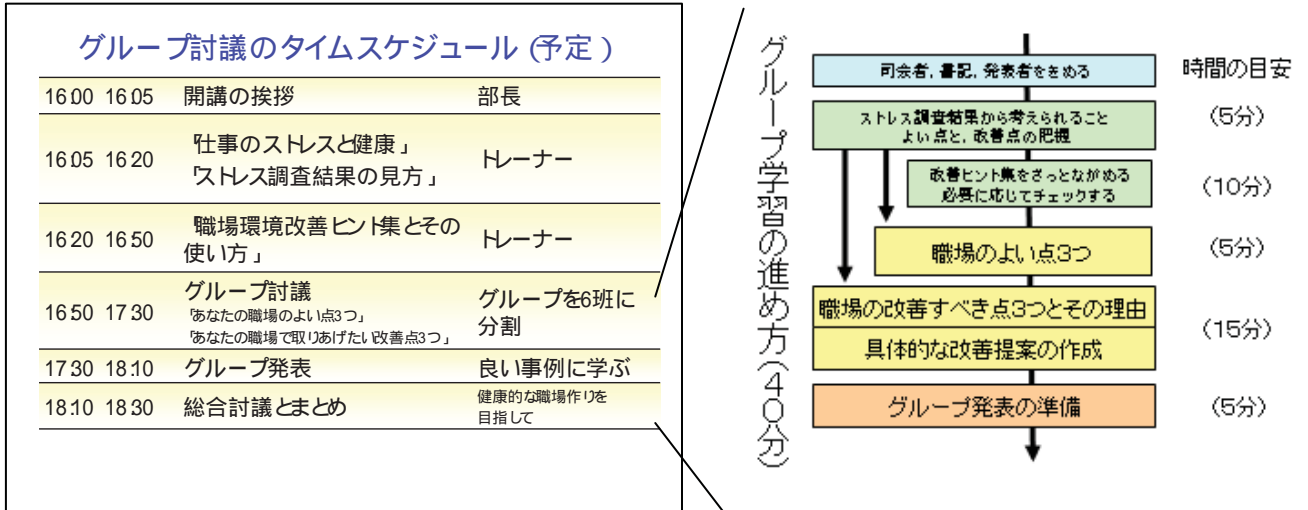 グループ討議のタイムスケジュール (予定 )
16:00 16:05 開講の挨拶 部長
16:05 16:20 「仕事のストレスと健康」 トレーナー
「ストレス調査結果の見方」
16:20 16:50 「職場環境改善ヒント集とその トレーナー
使い方」
16:50 17:30 グループ討議 グループを6班に
「あなたの職場のよい点3つ」 分割
「あなたの職場で取りあげたい改善点3つ」
17:30 18:10 グループ発表 良い事例に学ぶ
18:10 18:30 総合討議とまとめ 健康的な職場作りを
目指して
グループ学習の進め方(40分)
時間の目安
司会者, 書記, 発表者ををめる
ストレス調査結果から考えられること (5分)
よい点と, 改善点の把握
改善ヒント集をさっとながめる (10分)
必要に応じてチェックする
職場のよい点3つ (5分)
職場の改善すべき点3つとその理由 (15分)
具体的な改善提案の作成
グループ発表の準備 (5分)